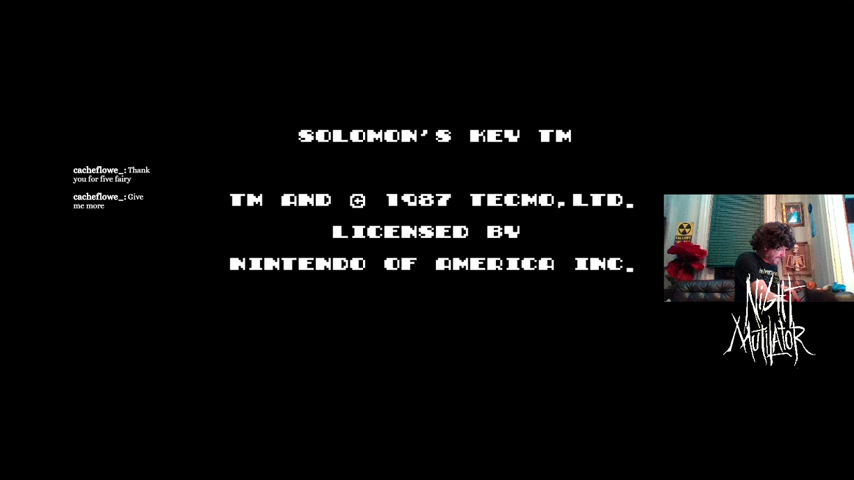 SOLOMON'S KEY TM
cacheflowe_: Thank
you for five fairy
cacheflowe_: Give
me more
TM AND © 1987 TECMO,LTD.
LICENSED BY
NINTENDO OF AMERICA INC.
NIGHT
MUTILATOR